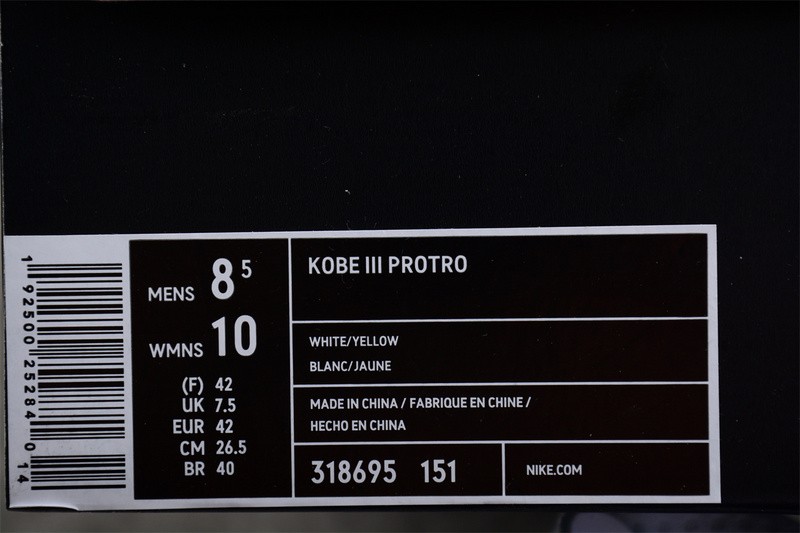 1 92500 25284 0 14
MENS 8 5
WMNS 10
(F) 42
UK 7.5
EUR 42
CM 26.5
BR 40
KOBE III PROTRO
WHITE/YELLOW
BLANC/JAUNE
MADE IN CHINA / FABRIQUE EN CHINE /
HECHO EN CHINA
318695 151
NIKE.COM